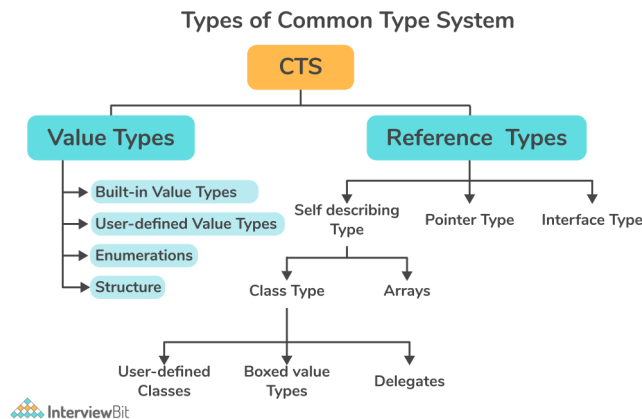 Types of Common Type System
CTS
Value Types
Reference Types
Built-in Value Types
User-defined Value Types
Enumerations
Structure
Self describing
Type
Pointer Type
Interface Type
Class Type
Arrays
User-defined
Classes
Boxed value
Types
Delegates
InterviewBit